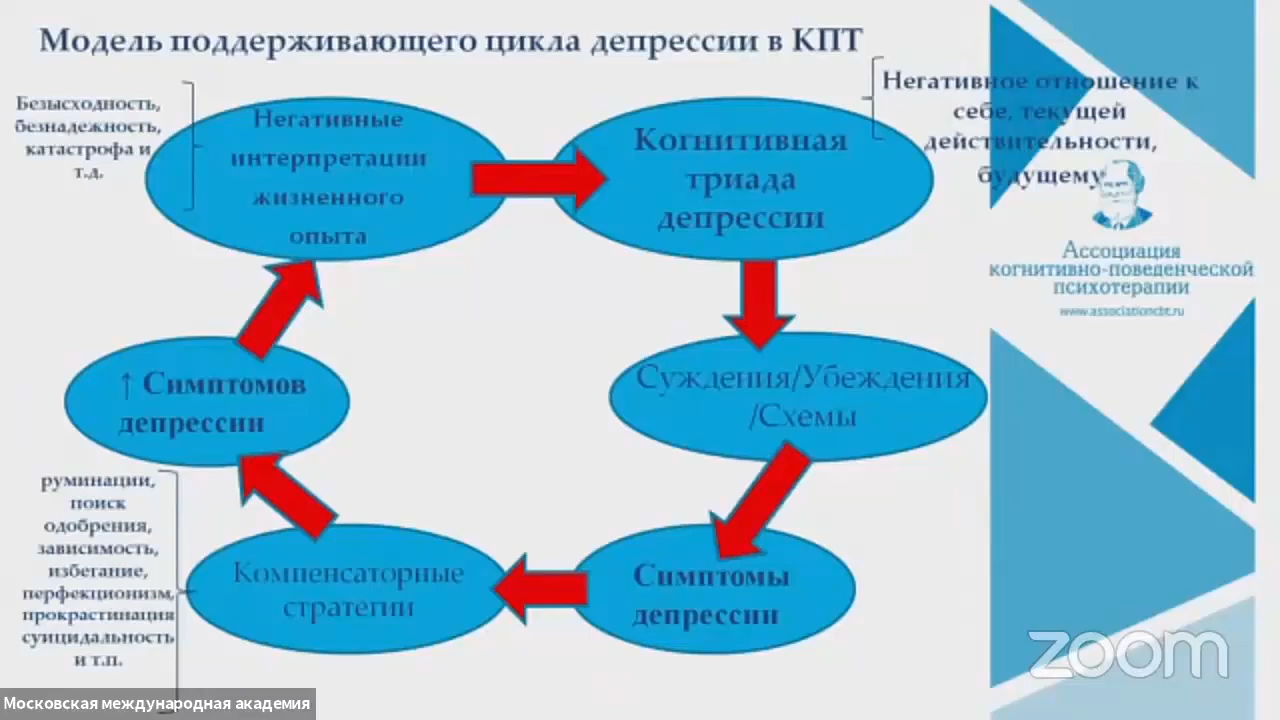 Модель поддерживающего цикла депрессии в КПТ
Безысходность,
безнадежность,
катастрофа и
т.д.
Негативные
интерпретации
жизненного
опыта
Когнитивная
триада
депрессии
Негативное отношение к
себе, текущей
действительности,
будущему
Ассоциация
когнитивно-поведенческой
психотерапии
www.associationcbt.ru
↑ Симптомов
депрессии
Суждения/Убеждения
/Схемы
руминации,
поиск
одобрения,
зависимость,
избегание,
перфекционизм,
прокрастинация
суицидальность
и т.п.
Компенсаторные
стратегии
Симптомы
депрессии
zoom
Московская международная академия